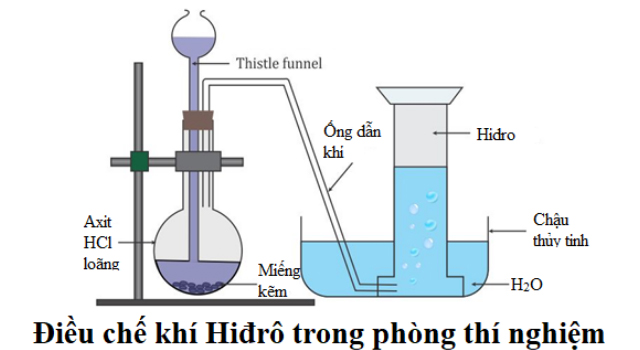 Thistle funnel
Ống dẫn
khí
Hiđro
Axit
HCl
loãng
Miếng
kẽm
Chậu
thủy tinh
H₂O
Điều chế khí Hiđrô trong phòng thí nghiệm